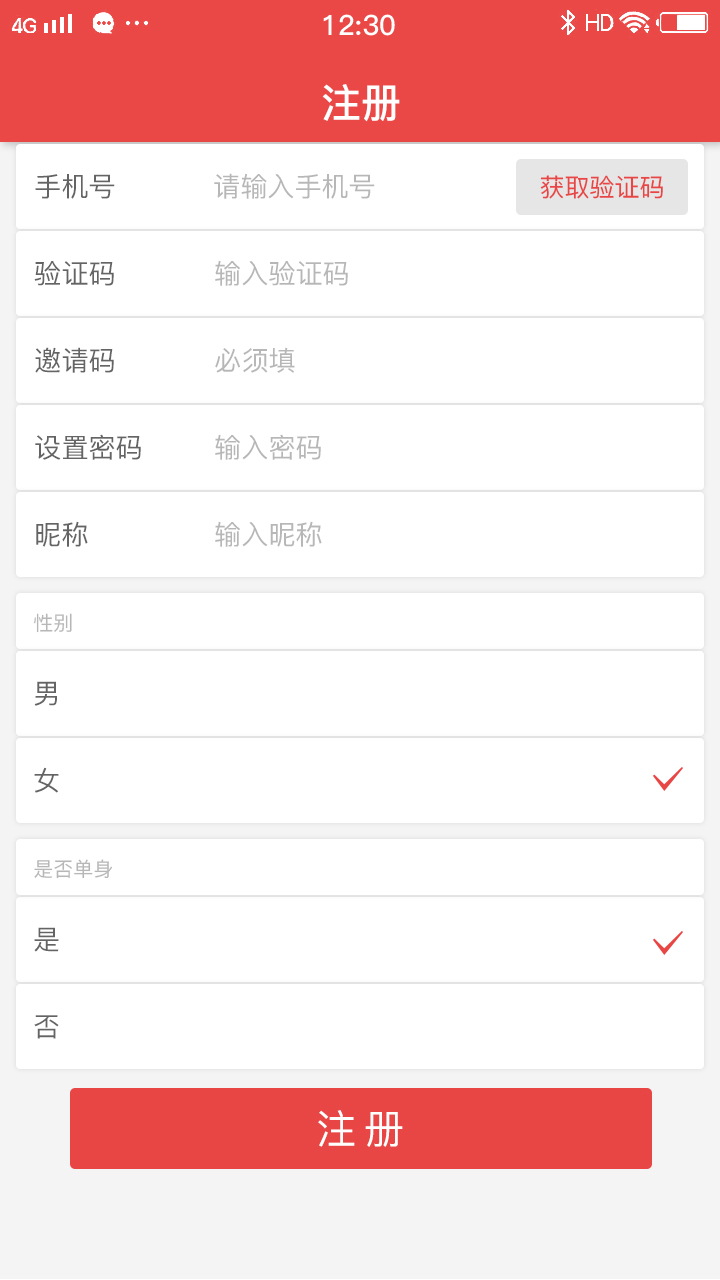 4G 12:30 HD
注册
手机号 请输入手机号 获取验证码
验证码 输入验证码
邀请码 必须填
设置密码 输入密码
昵称 输入昵称
性别
男
女
是否单身
是
否
注 册